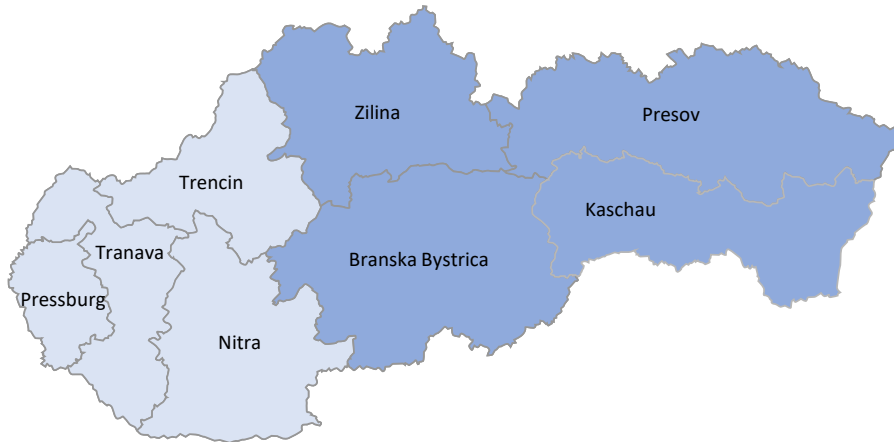 Zilina
Presov
Trencin
Kaschau
Tranava
Branska Bystrica
Pressburg
Nitra